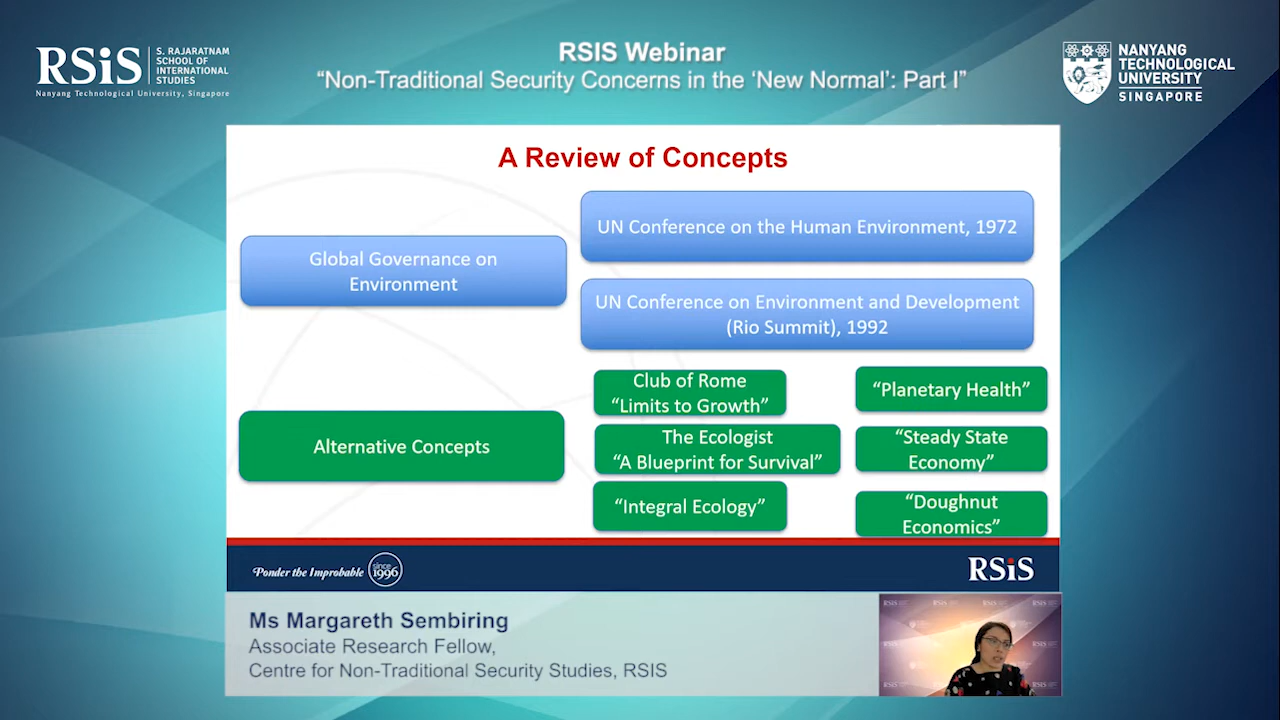 RSiS
S. RAJARATNAM
SCHOOL OF
INTERNATIONAL
STUDIES
Nanyang Technological University, Singapore
RSIS Webinar
“Non-Traditional Security Concerns in the ‘New Normal’: Part I”
NANYANG
TECHNOLOGICAL
UNIVERSITY
SINGAPORE
A Review of Concepts
Global Governance on
Environment
UN Conference on the Human Environment, 1972
UN Conference on Environment and Development
(Rio Summit), 1992
Alternative Concepts
Club of Rome
“Limits to Growth”
The Ecologist
“A Blueprint for Survival”
“Integral Ecology”
“Planetary Health”
“Steady State
Economy”
“Doughnut
Economics”
Ponder the Improbable
since
1996
RSiS
Ms Margareth Sembiring
Associate Research Fellow,
Centre for Non-Traditional Security Studies, RSIS